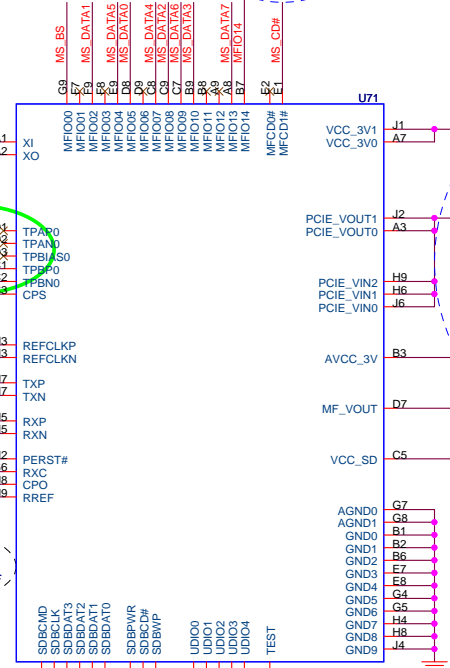 MS_BS
MS_DATA1
MS_DATA5
MS_DATA0
MS_DATA4
MS_DATA2
MS_DATA6
MS_DATA3
MS_DATA7
MFIO14
MS_CD#
G9
E7
F9
F8
E9
D8
D9
C8
C9
C7
B9
B8
A9
A8
B7
E2
E1
U71
MFIO00
MFIO01
MFIO02
MFIO03
MFIO04
MFIO05
MFIO06
MFIO07
MFIO08
MFIO09
MFIO10
MFIO11
MFIO12
MFIO13
MFIO14
MFCD0#
MFCD1#
XI
XO
VCC_3V1 J1
VCC_3V0 A7
PCIE_VOUT1 J2
PCIE_VOUT0 A3
TPAP0
TPAN0
TPBIAS0
TPBP0
TPBN0
CPS
PCIE_VIN2 H9
PCIE_VIN1 H6
PCIE_VIN0 J6
REFCLKP
REFCLKN
AVCC_3V B3
TXP
TXN
MF_VOUT D7
RXP
RXN
PERST#
RXC
CPO
RREF
VCC_SD C5
AGND0 G7
AGND1 G8
GND0 B1
GND1 B2
GND2 B6
GND3 E7
GND4 E8
GND5 G4
GND6 G5
GND7 H4
GND8 H8
GND9 J4
SDBCMD
SDBCLK
SDBDAT3
SDBDAT2
SDBDAT1
SDBDAT0
SDBPWR
SDBCD#
SDBWP
UDIO0
UDIO1
UDIO2
UDIO3
UDIO4
TEST